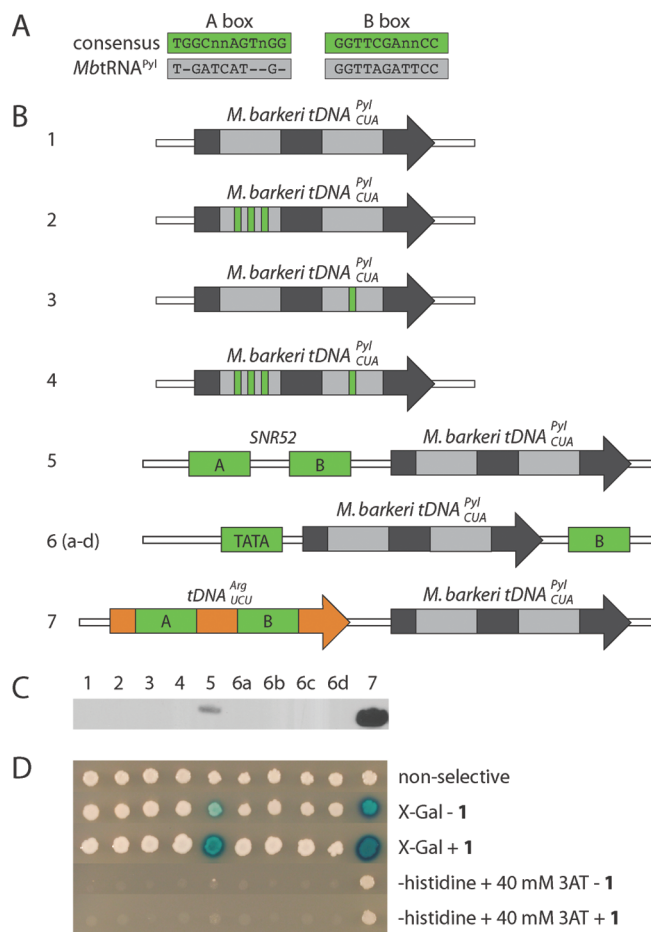 A
A box B box
consensus TGGCnnAGTnGG GGTTCGAnnCC
MbtRNA^Pyl T-GATCAT--G- GGTTAGATTCC
B
M. barkeri tDNA Pyl CUA
1
M. barkeri tDNA Pyl CUA
2
M. barkeri tDNA Pyl CUA
3
M. barkeri tDNA Pyl CUA
4
SNR52 M. barkeri tDNA Pyl CUA
5 A B
M. barkeri tDNA Pyl CUA
6 (a-d) TATA B
tDNA Arg UCU M. barkeri tDNA Pyl CUA
7 A B
C
1 2 3 4 5 6a 6b 6c 6d 7
D
non-selective
X-Gal - 1
X-Gal + 1
-histidine + 40 mM 3AT - 1
-histidine + 40 mM 3AT + 1